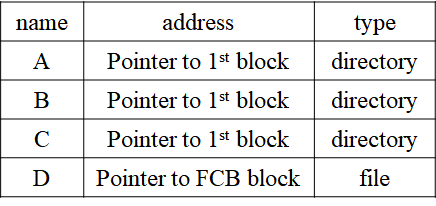 name address type
A Pointer to 1st block directory
B Pointer to 1st block directory
C Pointer to 1st block directory
D Pointer to FCB block file